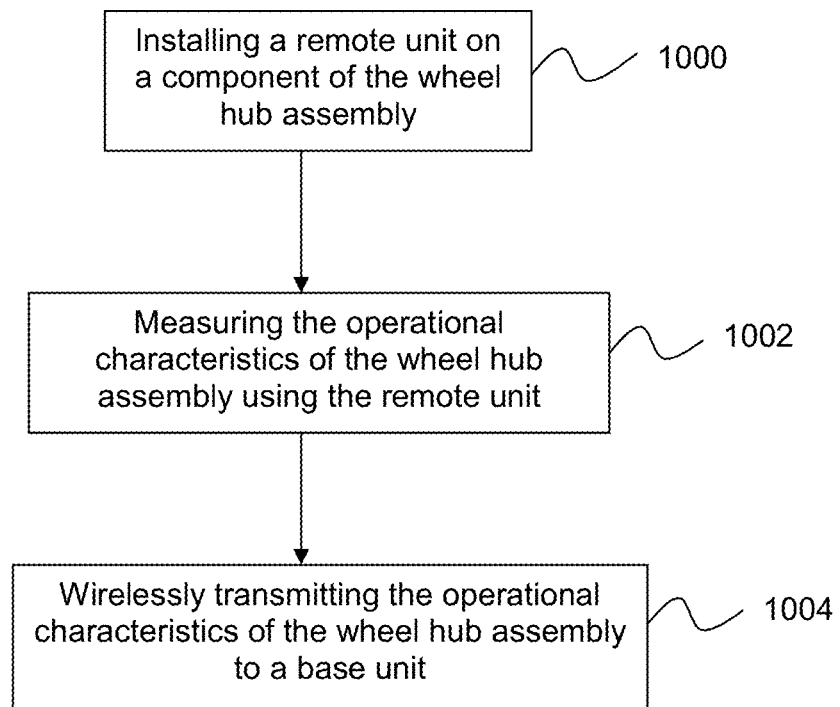 Installing a remote unit on
a component of the wheel
hub assembly
1000
Measuring the operational
characteristics of the wheel hub
assembly using the remote unit
1002
Wirelessly transmitting the operational
characteristics of the wheel hub assembly
to a base unit
1004